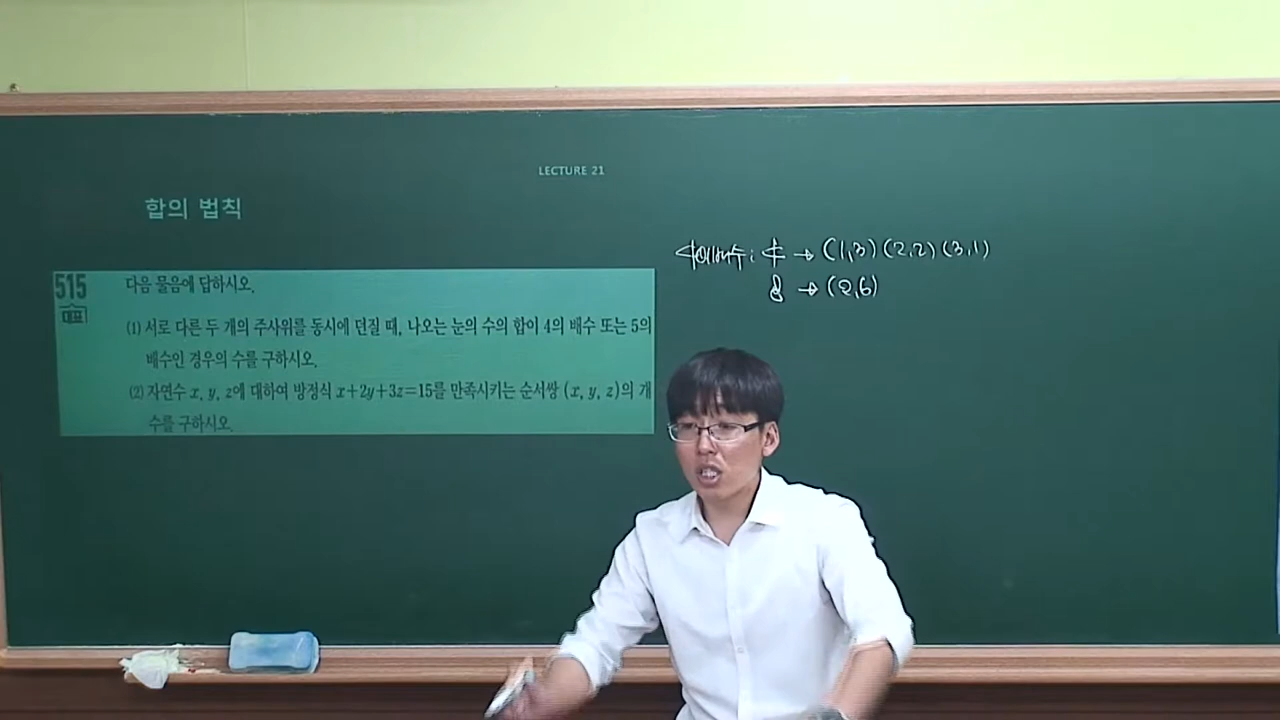 LECTURE 21
합의 법칙
515 다음 물음에 답하시오.
대표
(1) 서로 다른 두 개의 주사위를 동시에 던질 때, 나오는 눈의 수의 합이 4의 배수 또는 5의
배수인 경우의 수를 구하시오.
(2) 자연수 x, y, z에 대하여 방정식 x+2y+3z=15를 만족시키는 순서쌍 (x, y, z)의 개
수를 구하시오.
4의배수: 4 → (1,3) (2,2) (3,1)
8 → (2,6)